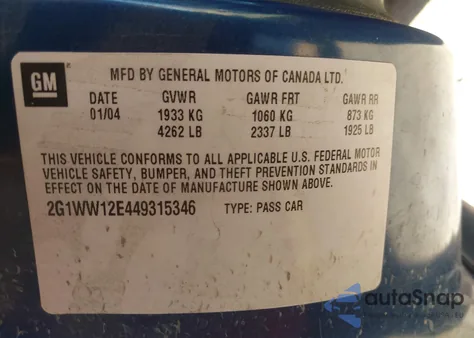 GM
MFD BY GENERAL MOTORS OF CANADA LTD.
DATE GVWR GAWR FRT GAWR RR
01/04 1933 KG 1060 KG 873 KG
4262 LB 2337 LB 1925 LB
THIS VEHICLE CONFORMS TO ALL APPLICABLE U.S. FEDERAL MOTOR
VEHICLE SAFETY, BUMPER, AND THEFT PREVENTION STANDARDS IN
EFFECT ON THE DATE OF MANUFACTURE SHOWN ABOVE.
2G1WW12E449315346 TYPE: PASS CAR
autoSnap